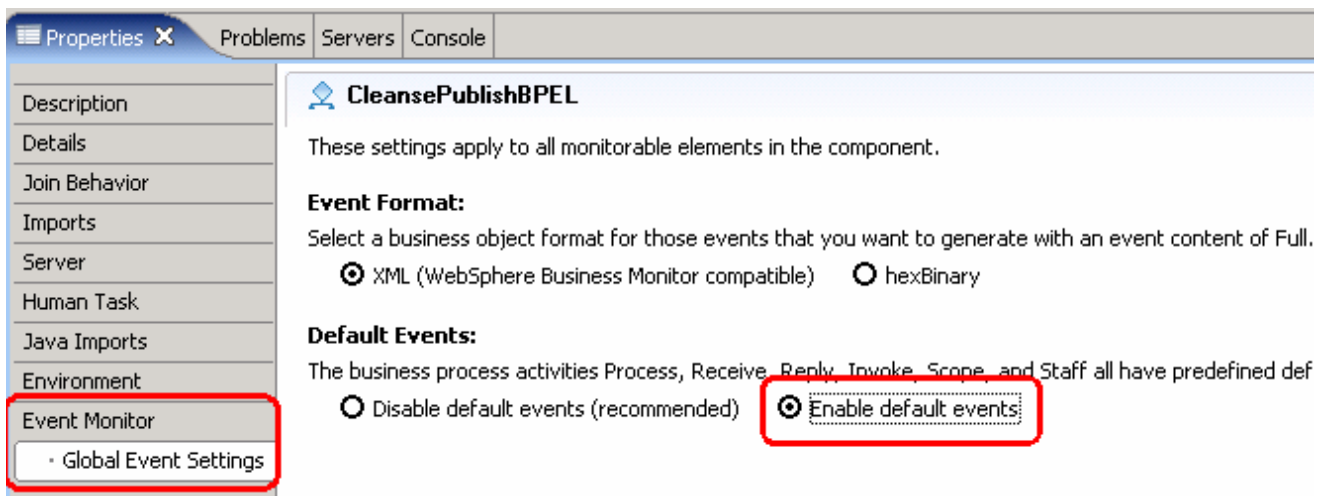 Properties Problems Servers Console
Description
Details
Join Behavior
Imports
Server
Human Task
Java Imports
Environment
Event Monitor
· Global Event Settings
CleansePublishBPEL
These settings apply to all monitorable elements in the component.
Event Format:
Select a business object format for those events that you want to generate with an event content of Full.
XML (WebSphere Business Monitor compatible) hexBinary
Default Events:
The business process activities Process, Receive, Reply, Invoke, Scope, and Staff all have predefined def
Disable default events (recommended) Enable default events